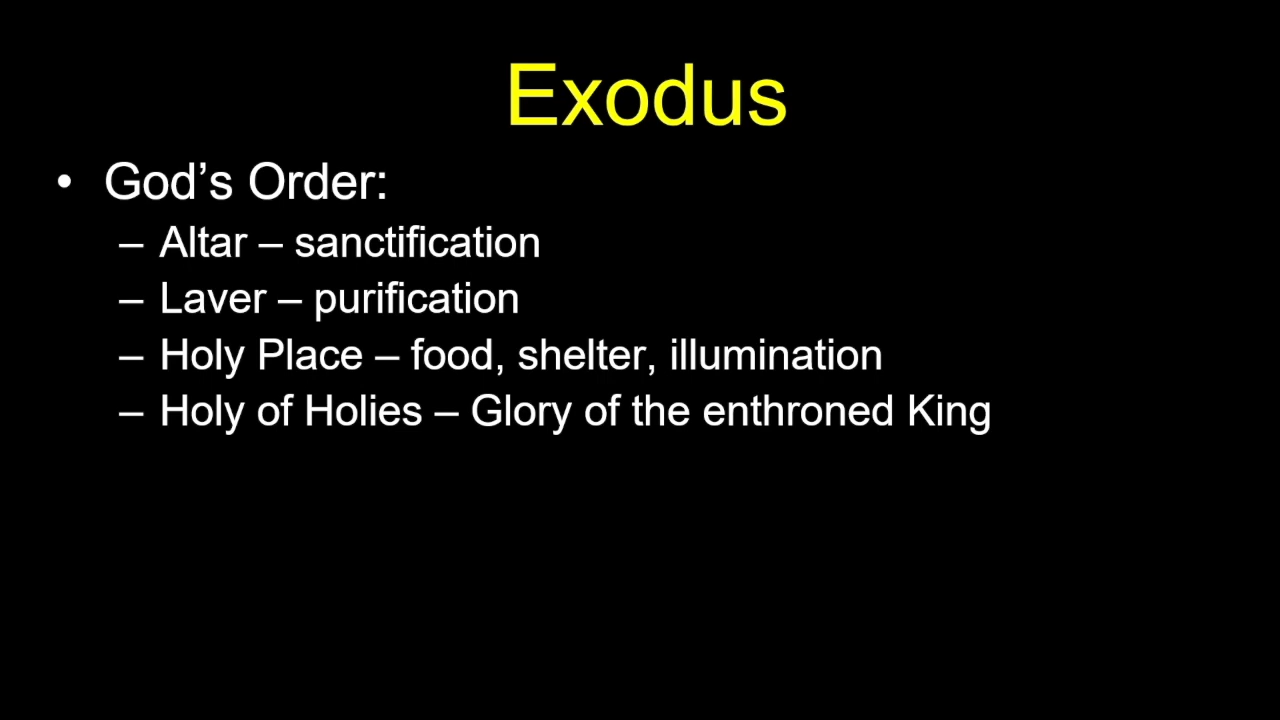 Exodus
• God’s Order:
– Altar – sanctification
– Laver – purification
– Holy Place – food, shelter, illumination
– Holy of Holies – Glory of the enthroned King